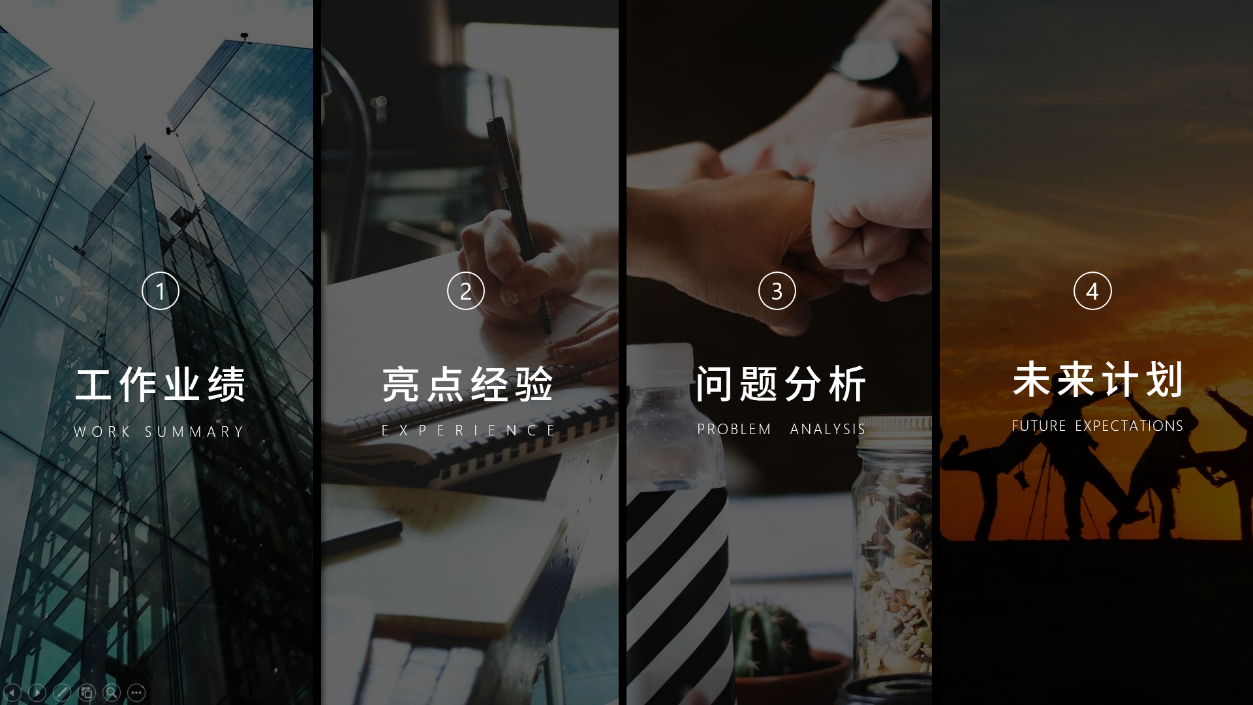 1
工作业绩
WORK SUMMARY
2
亮点经验
EXPERIENCE
3
问题分析
PROBLEM ANALYSIS
4
未来计划
FUTURE EXPECTATIONS